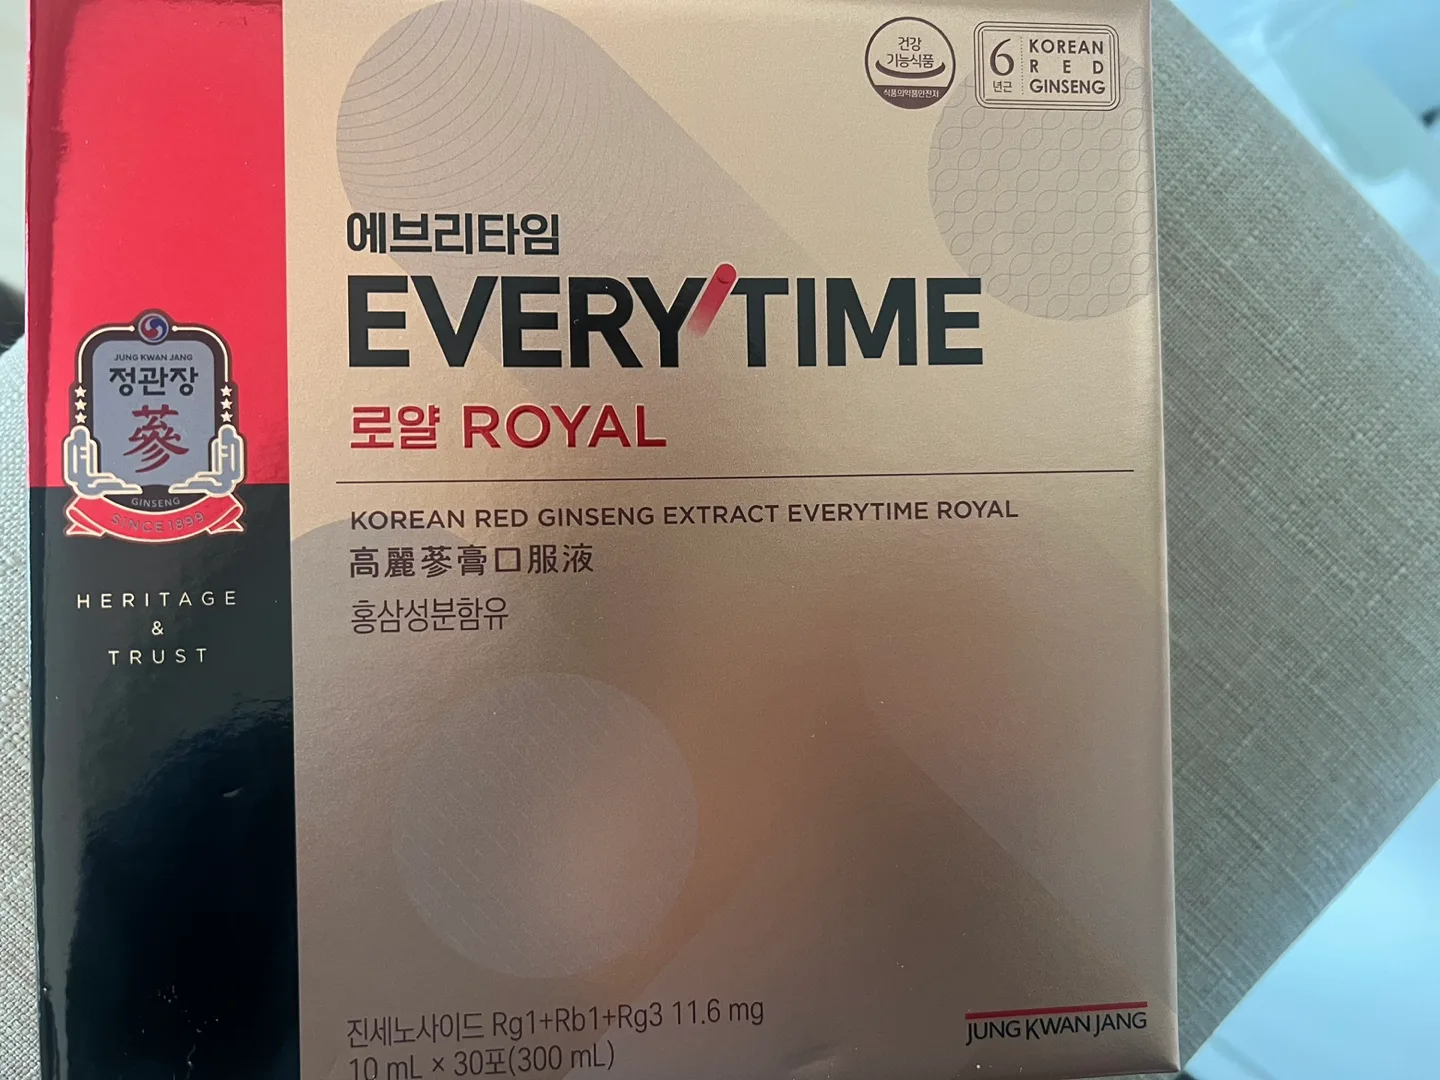 건강
기능식품
식품의약품안전처
6
년근
KOREAN
RED
GINSENG
에브리타임
EVERYTIME
로얄 ROYAL
KOREAN RED GINSENG EXTRACT EVERYTIME ROYAL
高麗蔘膏口服液
홍삼성분함유
JUNG KWAN JANG
정관장
蔘
GINSENG
SINCE 1899
HERITAGE
&
TRUST
진세노사이드 Rg1+Rb1+Rg3 11.6 mg
10 mL × 30포(300 mL)
JUNG KWAN JANG